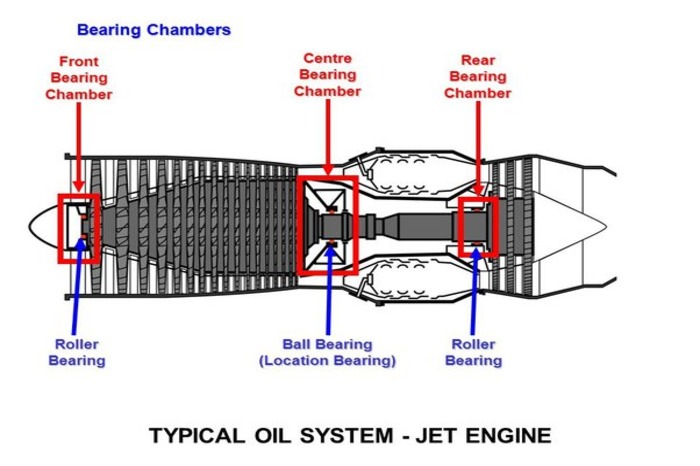 Bearing Chambers
Front
Bearing
Chamber
Centre
Bearing
Chamber
Rear
Bearing
Chamber
Roller
Bearing
Ball Bearing
(Location Bearing)
Roller
Bearing
TYPICAL OIL SYSTEM - JET ENGINE